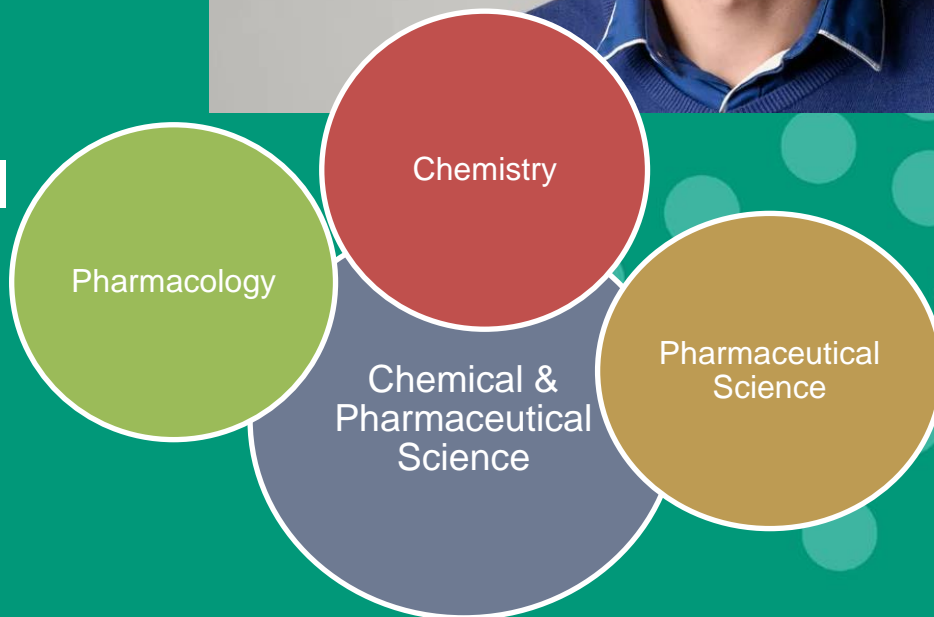 Chemistry
Pharmacology
Pharmaceutical
Science
Chemical &
Pharmaceutical
Science